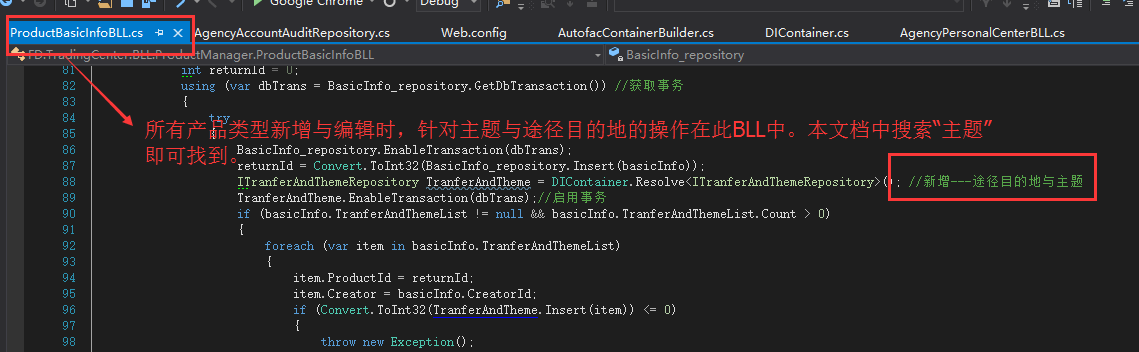 Google Chrome
Debug
ProductBasicInfoBLL.cs
AgencyAccountAuditRepository.cs
Web.config
AutofacContainerBuilder.cs
DIContainer.cs
AgencyPersonalCenterBLL.cs
FD.TradingCenter.BLL.ProductManager.ProductBasicInfoBLL
BasicInfo_repository
81 int returnId = 0;
82 using (var dbTrans = BasicInfo_repository.GetDbTransaction()) //获取事务
83 {
84 try
所有产品类型新增与编辑时，针对主题与途径目的地的操作在此BLL中。本文档中搜索“主题”
即可找到。
85 {
86 BasicInfo_repository.EnableTransaction(dbTrans);
87 returnId = Convert.ToInt32(BasicInfo_repository.Insert(basicInfo));
88 ITranferAndThemeRepository TranferAndTheme = DIContainer.Resolve<ITranferAndThemeRepository>(); //新增---途径目的地与主题
89 TranferAndTheme.EnableTransaction(dbTrans);//启用事务
90 if (basicInfo.TranferAndThemeList != null && basicInfo.TranferAndThemeList.Count > 0)
91 {
92 foreach (var item in basicInfo.TranferAndThemeList)
93 {
94 item.ProductId = returnId;
95 item.Creator = basicInfo.CreatorId;
96 if (Convert.ToInt32(TranferAndTheme.Insert(item)) <= 0)
97 {
98 throw new Exception();